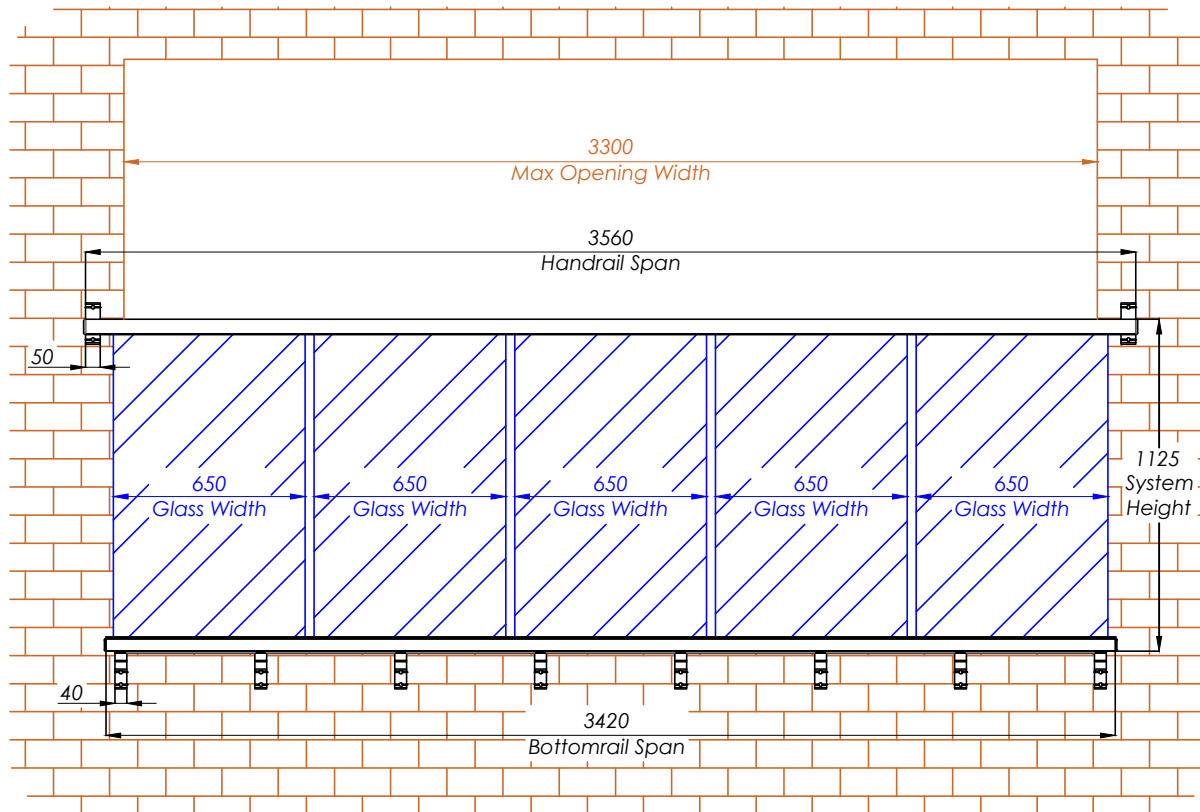 3300
Max Opening Width
3560
Handrail Span
50
650
Glass Width
650
Glass Width
650
Glass Width
650
Glass Width
650
Glass Width
1125
System
Height
40
3420
Bottomrail Span